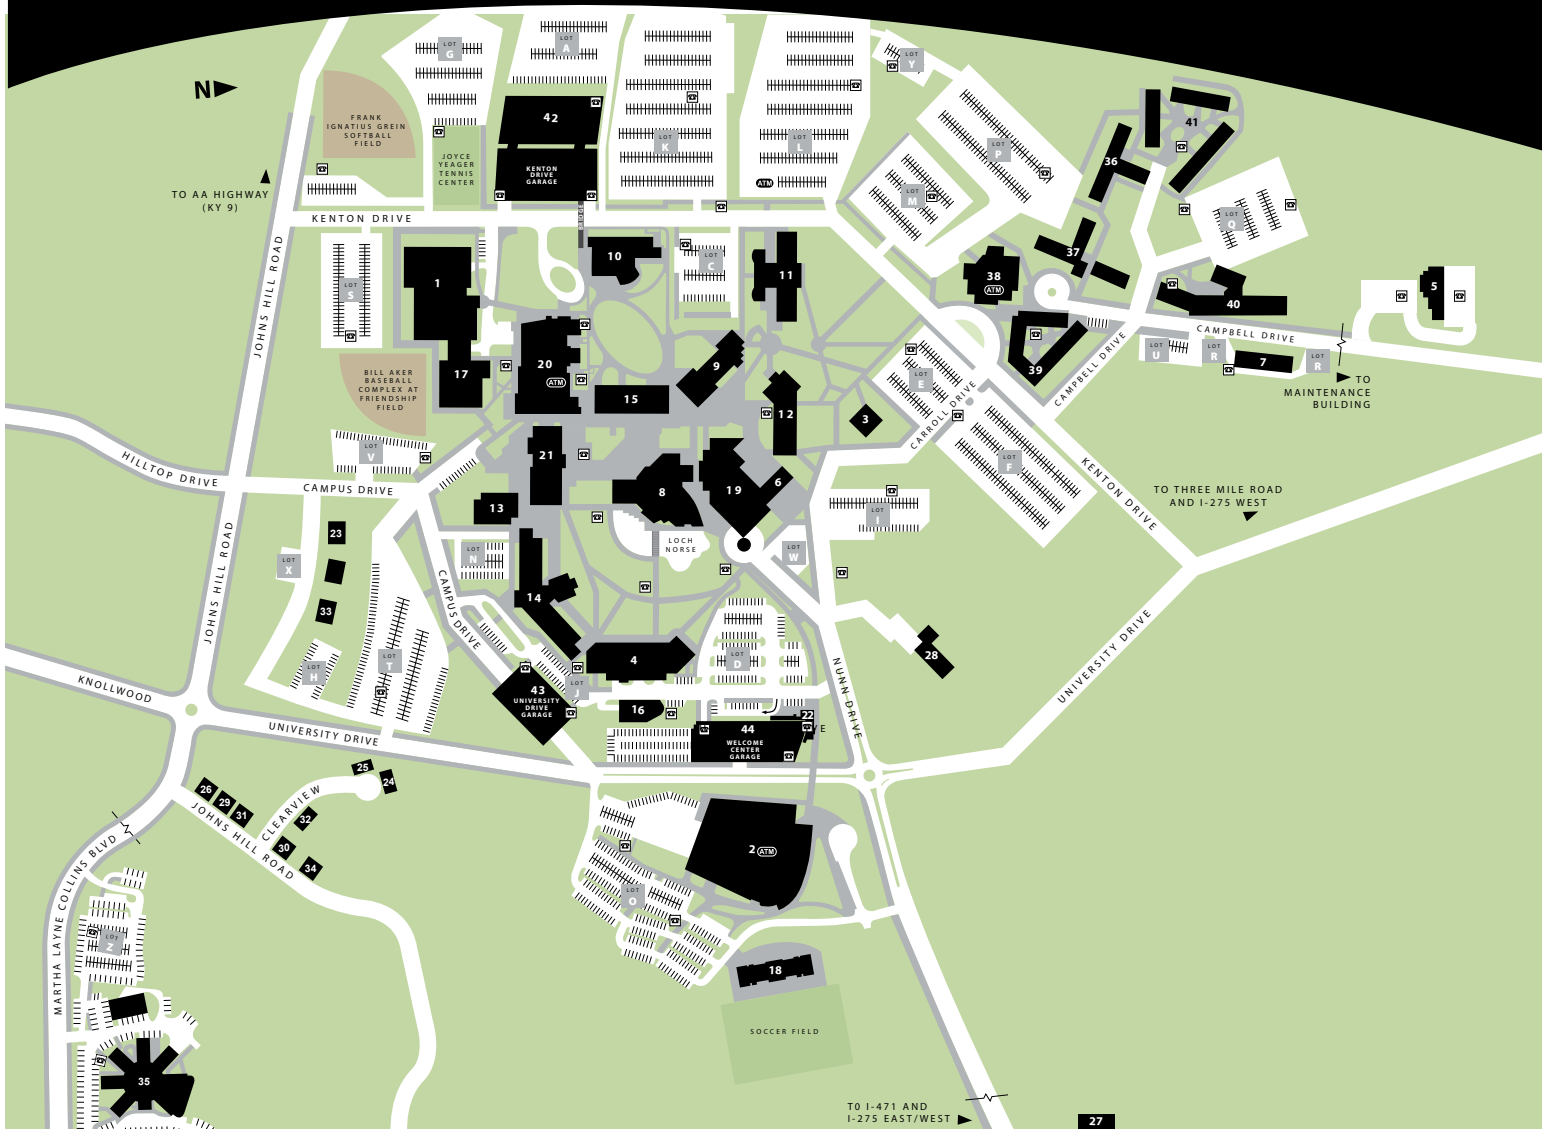 N
TO AA HIGHWAY
(KY 9)
FRANK
IGNATIUS GREIN
SOFTBALL
FIELD
JOYCE
YEAGER
TENNIS
CENTER
LOT
G
LOT
A
42
KENTON
DRIVE
GARAGE
BRIDGE
LOT
K
LOT
L
ATM
LOT
Y
LOT
P
LOT
M
41
36
LOT
Q
37
38
ATM
40
5
KENTON DRIVE
JOHNS HILL ROAD
LOT
S
1
10
LOT
C
11
39
CAMPBELL DRIVE
CAMPBELL DRIVE
LOT
U
LOT
R
7
LOT
R
TO
MAINTENANCE
BUILDING
BILL AKER
BASEBALL
COMPLEX AT
FRIENDSHIP
FIELD
17
20
ATM
15
9
12
3
LOT
E
CARROLL DRIVE
LOT
F
KENTON DRIVE
TO THREE MILE ROAD
AND I-275 WEST
HILLTOP DRIVE
LOT
V
CAMPUS DRIVE
21
8
19
6
13
LOCH
NORSE
LOT
I
LOT
W
LOT
N
23
LOT
X
33
JOHNS HILL ROAD
CAMPUS DRIVE
14
LOT
H
LOT
T
4
LOT
D
28
NUNN DRIVE
UNIVERSITY DRIVE
43
UNIVERSITY
DRIVE
GARAGE
LOT
J
16
22
44
WELCOME
CENTER
GARAGE
YE
KNOLLWOOD
UNIVERSITY DRIVE
25
24
26
29
31
32
30
34
CLEARVIEW
JOHNS HILL ROAD
MARTHA LAYNE COLLINS BLVD
2
ATM
LOT
O
18
SOCCER FIELD
LOT
Z
35
T0 I-471 AND
I-275 EAST/WEST
27